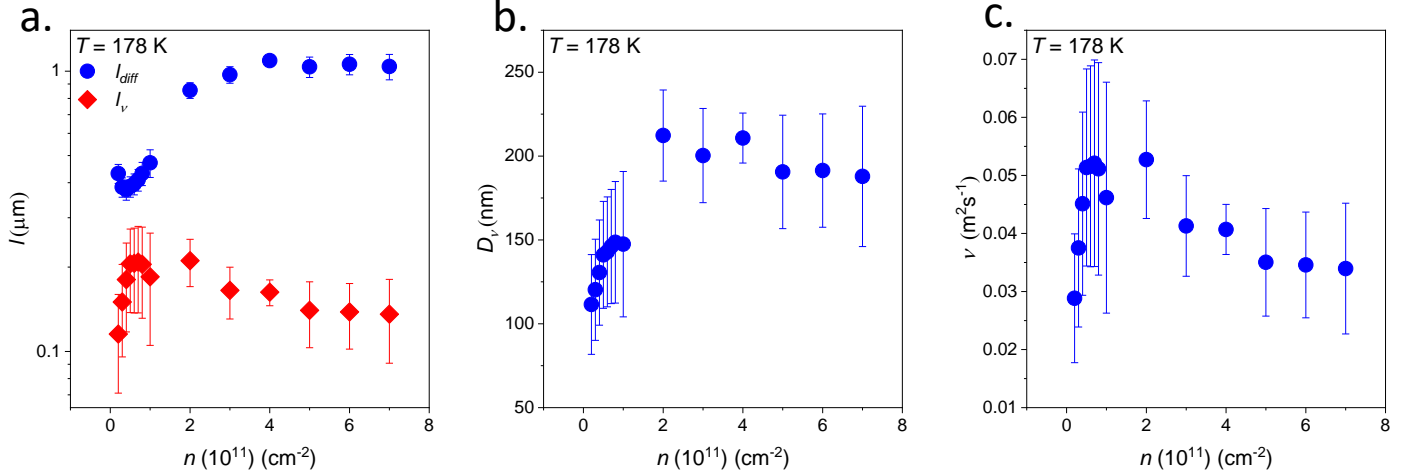 a.
T = 178 K
l_diff
l_ν
1
0.1
l (μm)
0
2
4
6
8
n (10^11) (cm^-2)
b.
T = 178 K
250
200
150
100
50
D_ν (nm)
0
2
4
6
8
n (10^11) (cm^-2)
c.
T = 178 K
0.07
0.06
0.05
0.04
0.03
0.02
0.01
ν (m^2s^-1)
0
2
4
6
8
n (10^11) (cm^-2)